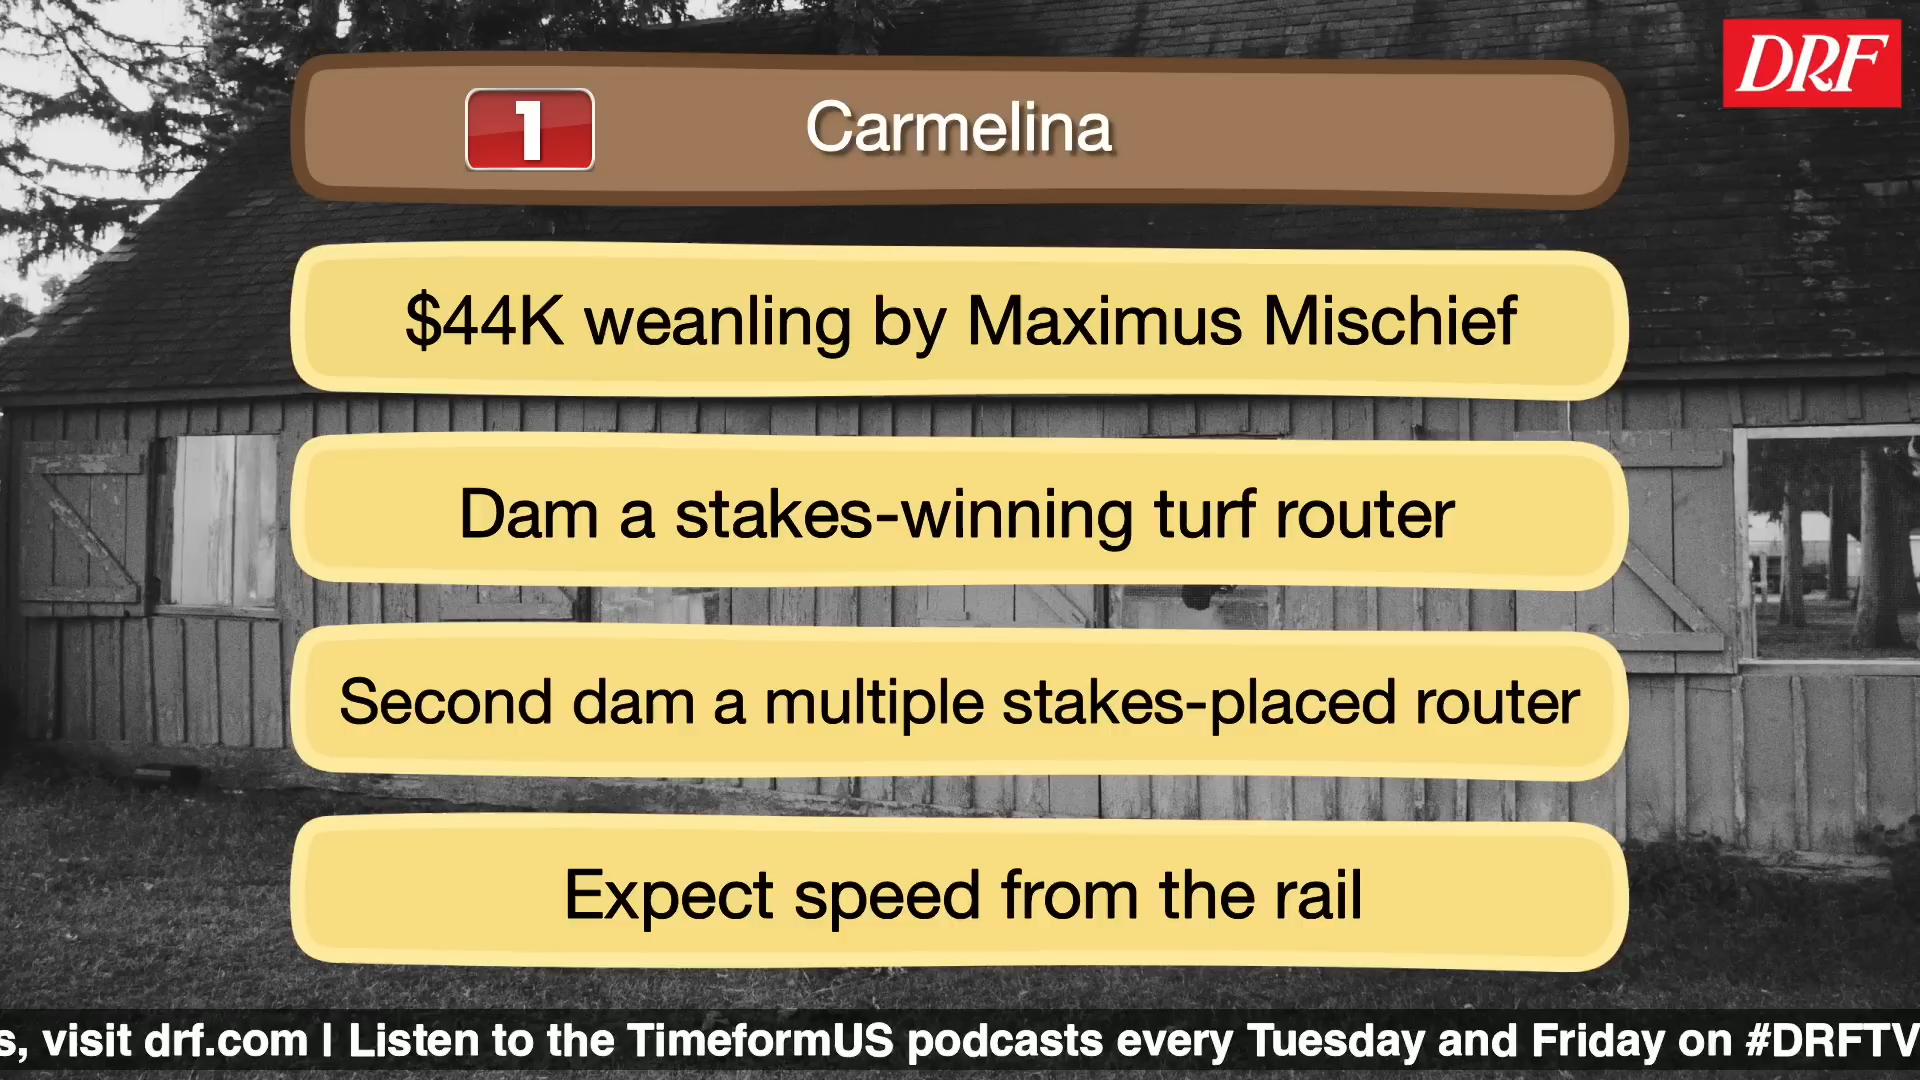 DRF
1
Carmelina
$44K weanling by Maximus Mischief
Dam a stakes-winning turf router
Second dam a multiple stakes-placed router
Expect speed from the rail
s, visit drf.com | Listen to the TimeformUS podcasts every Tuesday and Friday on #DRFTV